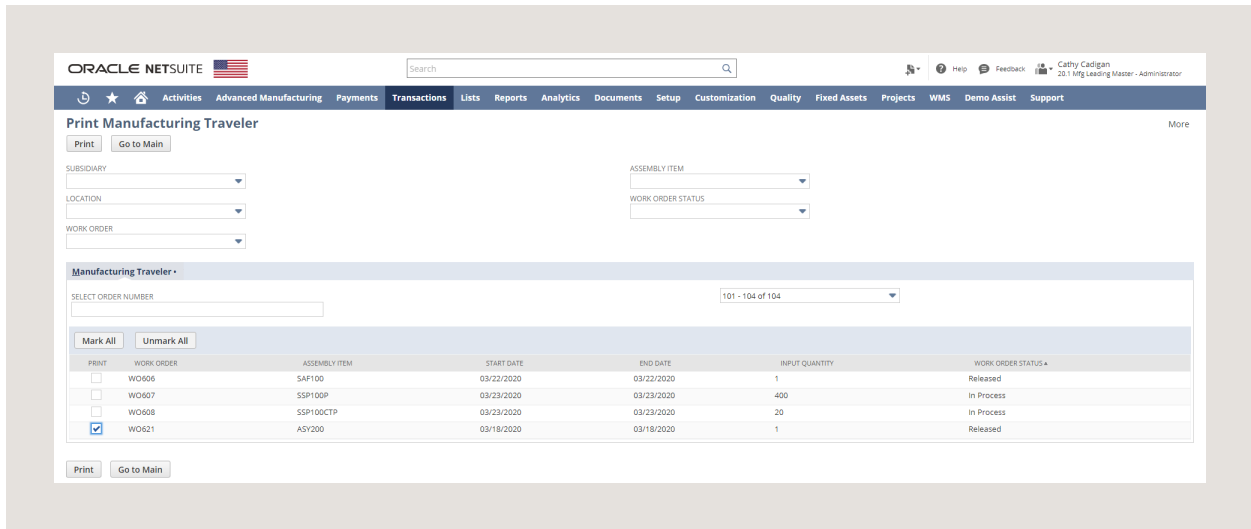 ORACLE NETSUITE
Search
Help
Feedback
Cathy Cadigan
20.1 Mfg Leading Master - Administrator
Activities Advanced Manufacturing Payments Transactions Lists Reports Analytics Documents Setup Customization Quality Fixed Assets Projects WMS Demo Assist Support
Print Manufacturing Traveler
More
Print Go to Main
SUBSIDIARY
ASSEMBLY ITEM
LOCATION
WORK ORDER STATUS
WORK ORDER
Manufacturing Traveler •
SELECT ORDER NUMBER
101 - 104 of 104
Mark All Unmark All
PRINT WORK ORDER ASSEMBLY ITEM START DATE END DATE INPUT QUANTITY WORK ORDER STATUS ▲
WO606 SAF100 03/22/2020 03/22/2020 1 Released
WO607 SSP100P 03/23/2020 03/23/2020 400 In Process
WO608 SSP100CTP 03/23/2020 03/23/2020 20 In Process
WO621 ASY200 03/18/2020 03/18/2020 1 Released
Print Go to Main